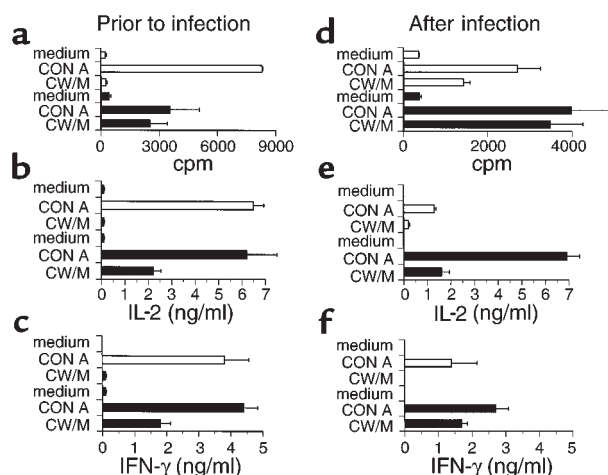 Prior to infection
After infection
a
medium
CON A
CW/M
medium
CON A
CW/M
0 3000 6000 9000
cpm
d
medium
CON A
CW/M
medium
CON A
CW/M
0 2000 4000
cpm
b
medium
CON A
CW/M
medium
CON A
CW/M
0 1 2 3 4 5 6 7
IL-2 (ng/ml)
e
medium
CON A
CW/M
medium
CON A
CW/M
0 1 2 3 4 5 6 7
IL-2 (ng/ml)
c
medium
CON A
CW/M
medium
CON A
CW/M
0 1 2 3 4 5
IFN-γ (ng/ml)
f
medium
CON A
CW/M
medium
CON A
CW/M
0 1 2 3 4 5
IFN-γ (ng/ml)